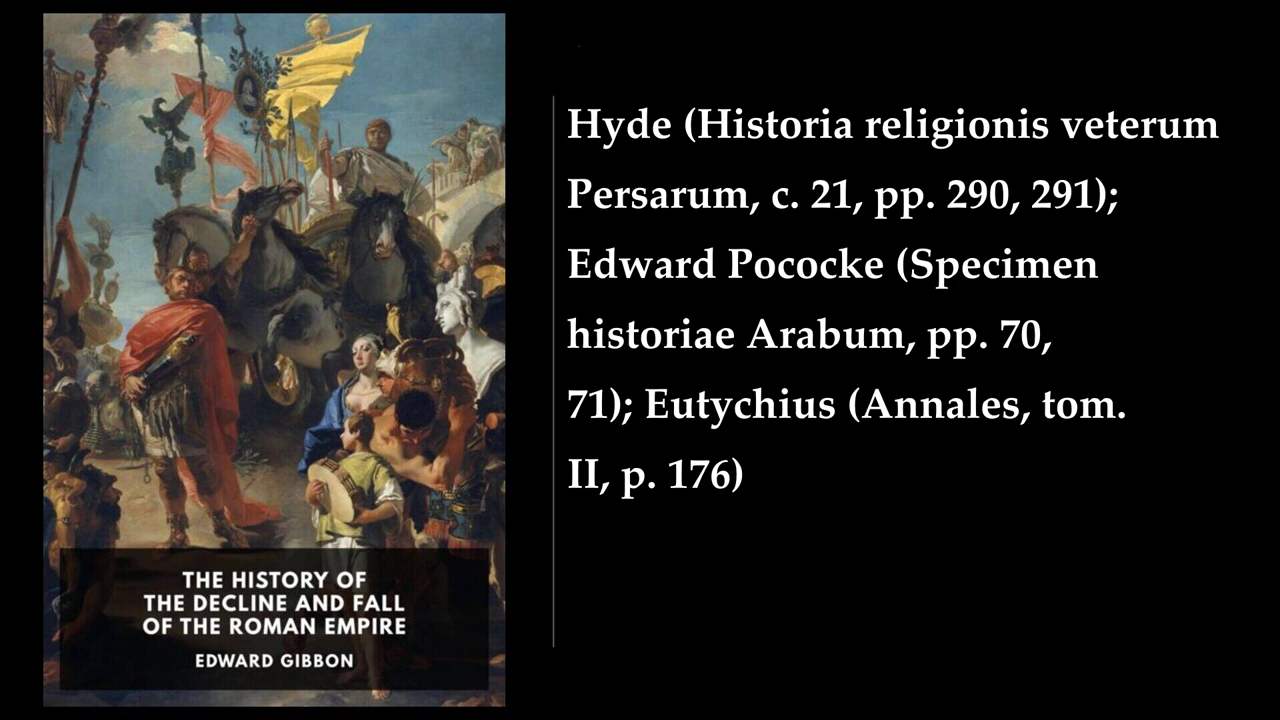 Hyde (Historia religionis veterum
Persarum, c. 21, pp. 290, 291);
Edward Pococke (Specimen
historiae Arabum, pp. 70,
71); Eutychius (Annales, tom.
II, p. 176)
THE HISTORY OF
THE DECLINE AND FALL
OF THE ROMAN EMPIRE
EDWARD GIBBON